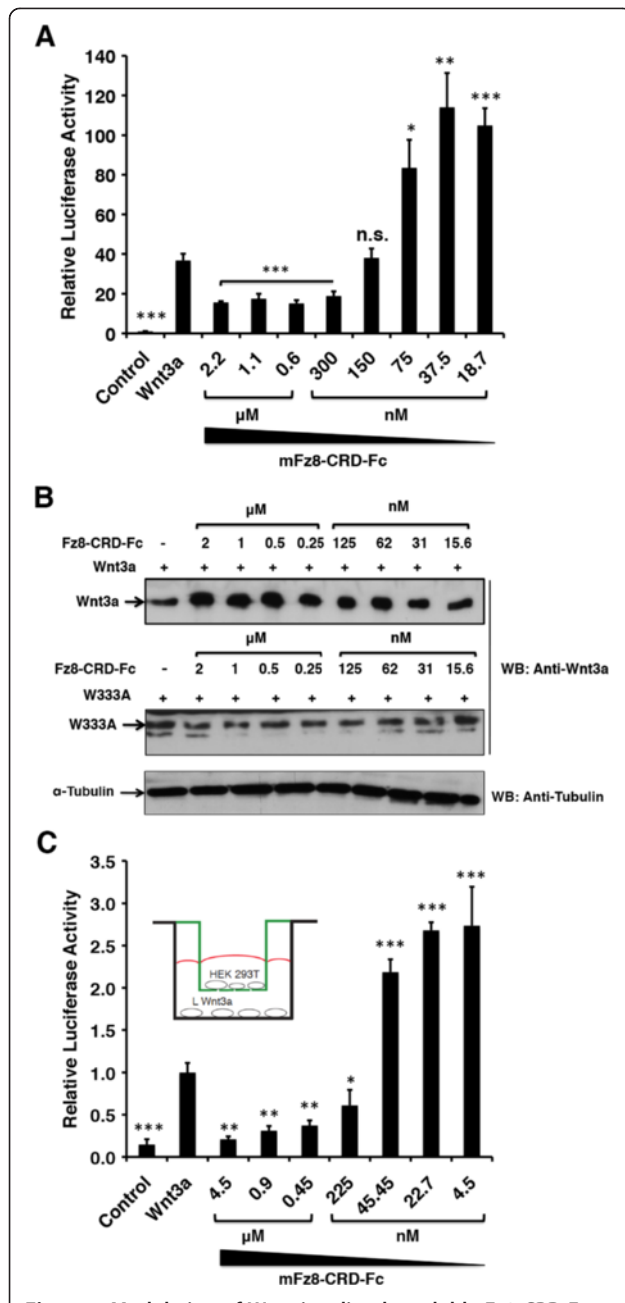 A
140
120
100
80
60
40
20
0
Relative Luciferase Activity
***
***
n.s.
*
**
***
Control
Wnt3a
2.2
1.1
0.6
300
150
75
37.5
18.7
µM
nM
mFz8-CRD-Fc
B
µM
nM
Fz8-CRD-Fc - 2 1 0.5 0.25 125 62 31 15.6
Wnt3a + + + + + + + + +
Wnt3a
µM
nM
Fz8-CRD-Fc - 2 1 0.5 0.25 125 62 31 15.6
W333A + + + + + + + + +
W333A
WB: Anti-Wnt3a
α-Tubulin
WB: Anti-Tubulin
C
3.5
3.0
2.5
2.0
1.5
1.0
0.5
0.0
Relative Luciferase Activity
HEK 293T
L Wnt3a
***
**
**
**
*
***
***
***
Control
Wnt3a
4.5
0.9
0.45
225
45.45
22.7
4.5
µM
nM
mFz8-CRD-Fc